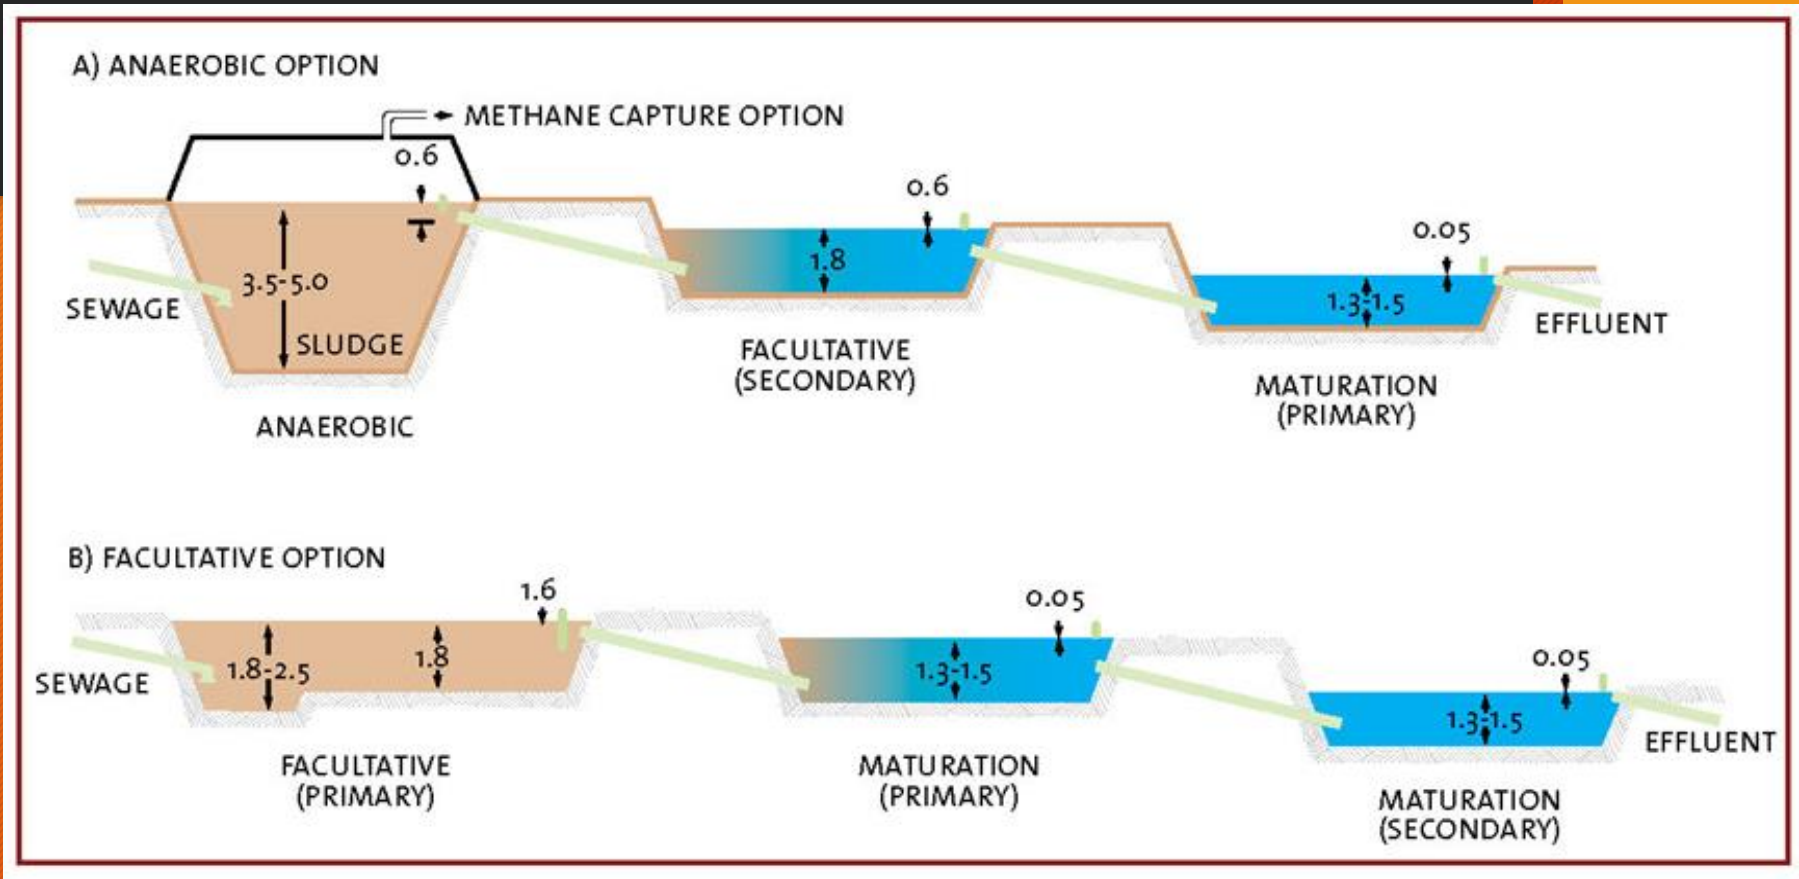 A) ANAEROBIC OPTION
METHANE CAPTURE OPTION
0.6
0.6
0.05
3.5-5.0
1.8
1.3-1.5
SEWAGE
SLUDGE
EFFLUENT
FACULTATIVE
(SECONDARY)
MATURATION
(PRIMARY)
ANAEROBIC
B) FACULTATIVE OPTION
1.6
0.05
0.05
1.8-2.5
1.8
1.3-1.5
1.3-1.5
SEWAGE
EFFLUENT
FACULTATIVE
(PRIMARY)
MATURATION
(PRIMARY)
MATURATION
(SECONDARY)